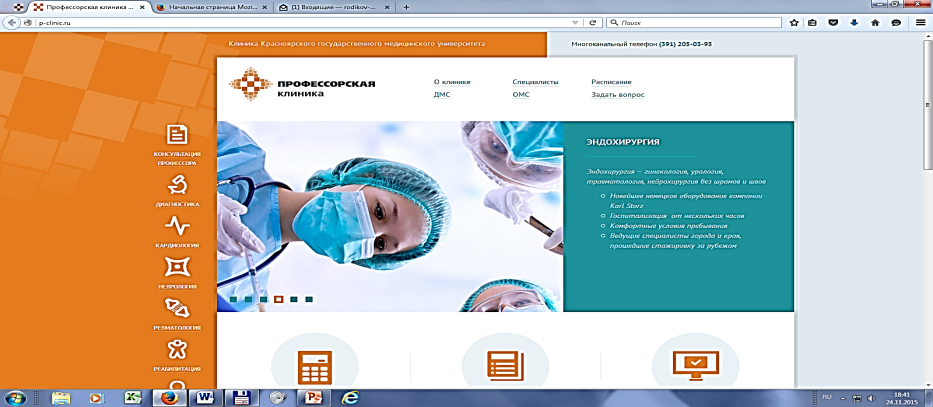 Профессорская клиника ...
Начальная страница Mozi...
(1) Входящие — rodikov-...
p-clinic.ru
Поиск
Клиника Красноярского государственного медицинского университета
Многоканальный телефон (391) 205-03-95
ПРОФЕССОРСКАЯ
КЛИНИКА
О клинике
Специалисты
Расписание
ДМС
ОМС
Задать вопрос
КОНСУЛЬТАЦИЯ
ПРОФЕССОРА
ДИАГНОСТИКА
КАРДИОЛОГИЯ
НЕВРОЛОГИЯ
РЕВМАТОЛОГИЯ
РЕАБИЛИТАЦИЯ
ЭНДОХИРУРГИЯ
Эндохирургия – гинекология, урология,
травматология, нейрохирургия без шрамов и швов
Новейшее немецкое оборудование компании
Karl Storz
Госпитализация от нескольких часов
Комфортные условия пребывания
Ведущие специалисты города и края,
прошедшие стажировку за рубежом
RU
18:41
24.11.2015